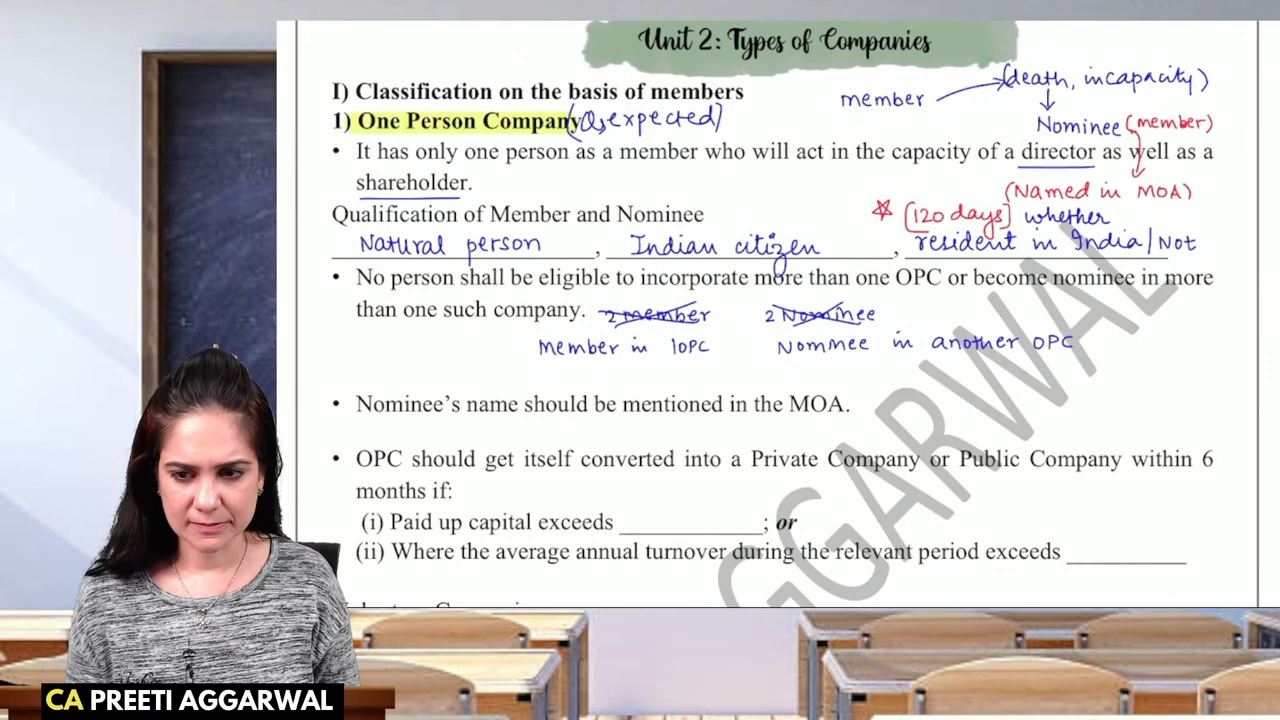 Unit 2: Types of Companies
I) Classification on the basis of members
member (death, incapacity)
1) One Person Company (Qs expected)
Nominee (member)
• It has only one person as a member who will act in the capacity of a director as well as a
shareholder.
(Named in MOA)
Qualification of Member and Nominee
[120 days] whether
Natural person, Indian citizen, resident in India/Not
• No person shall be eligible to incorporate more than one OPC or become nominee in more
than one such company. 2 member 2 Nominee
Member in 1OPC Nominee in another OPC
• Nominee's name should be mentioned in the MOA.
• OPC should get itself converted into a Private Company or Public Company within 6
months if:
(i) Paid up capital exceeds ____________; or
(ii) Where the average annual turnover during the relevant period exceeds __________
GGARWAL
CA PREETI AGGARWAL